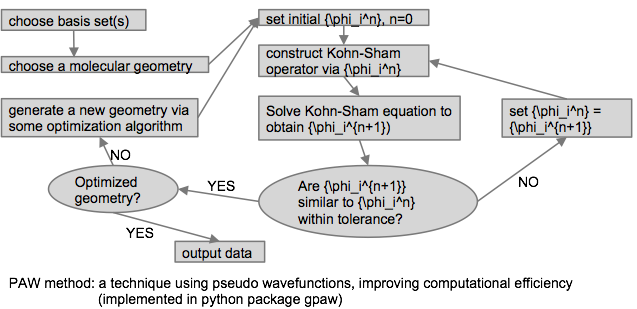 choose basis set(s)
choose a molecular geometry
set initial {\phi_i^n}, n=0
construct Kohn-Sham
operator via {\phi_i^n}
generate a new geometry via
some optimization algorithm
Solve Kohn-Sham equation to
obtain {\phi_i^{n+1})
set {\phi_i^n} =
{\phi_i^{n+1}}
NO
Optimized
geometry?
YES
Are {\phi_i^{n+1}}
similar to {\phi_i^n}
within tolerance?
NO
YES
output data
PAW method: a technique using pseudo wavefunctions, improving computational efficiency
(implemented in python package gpaw)